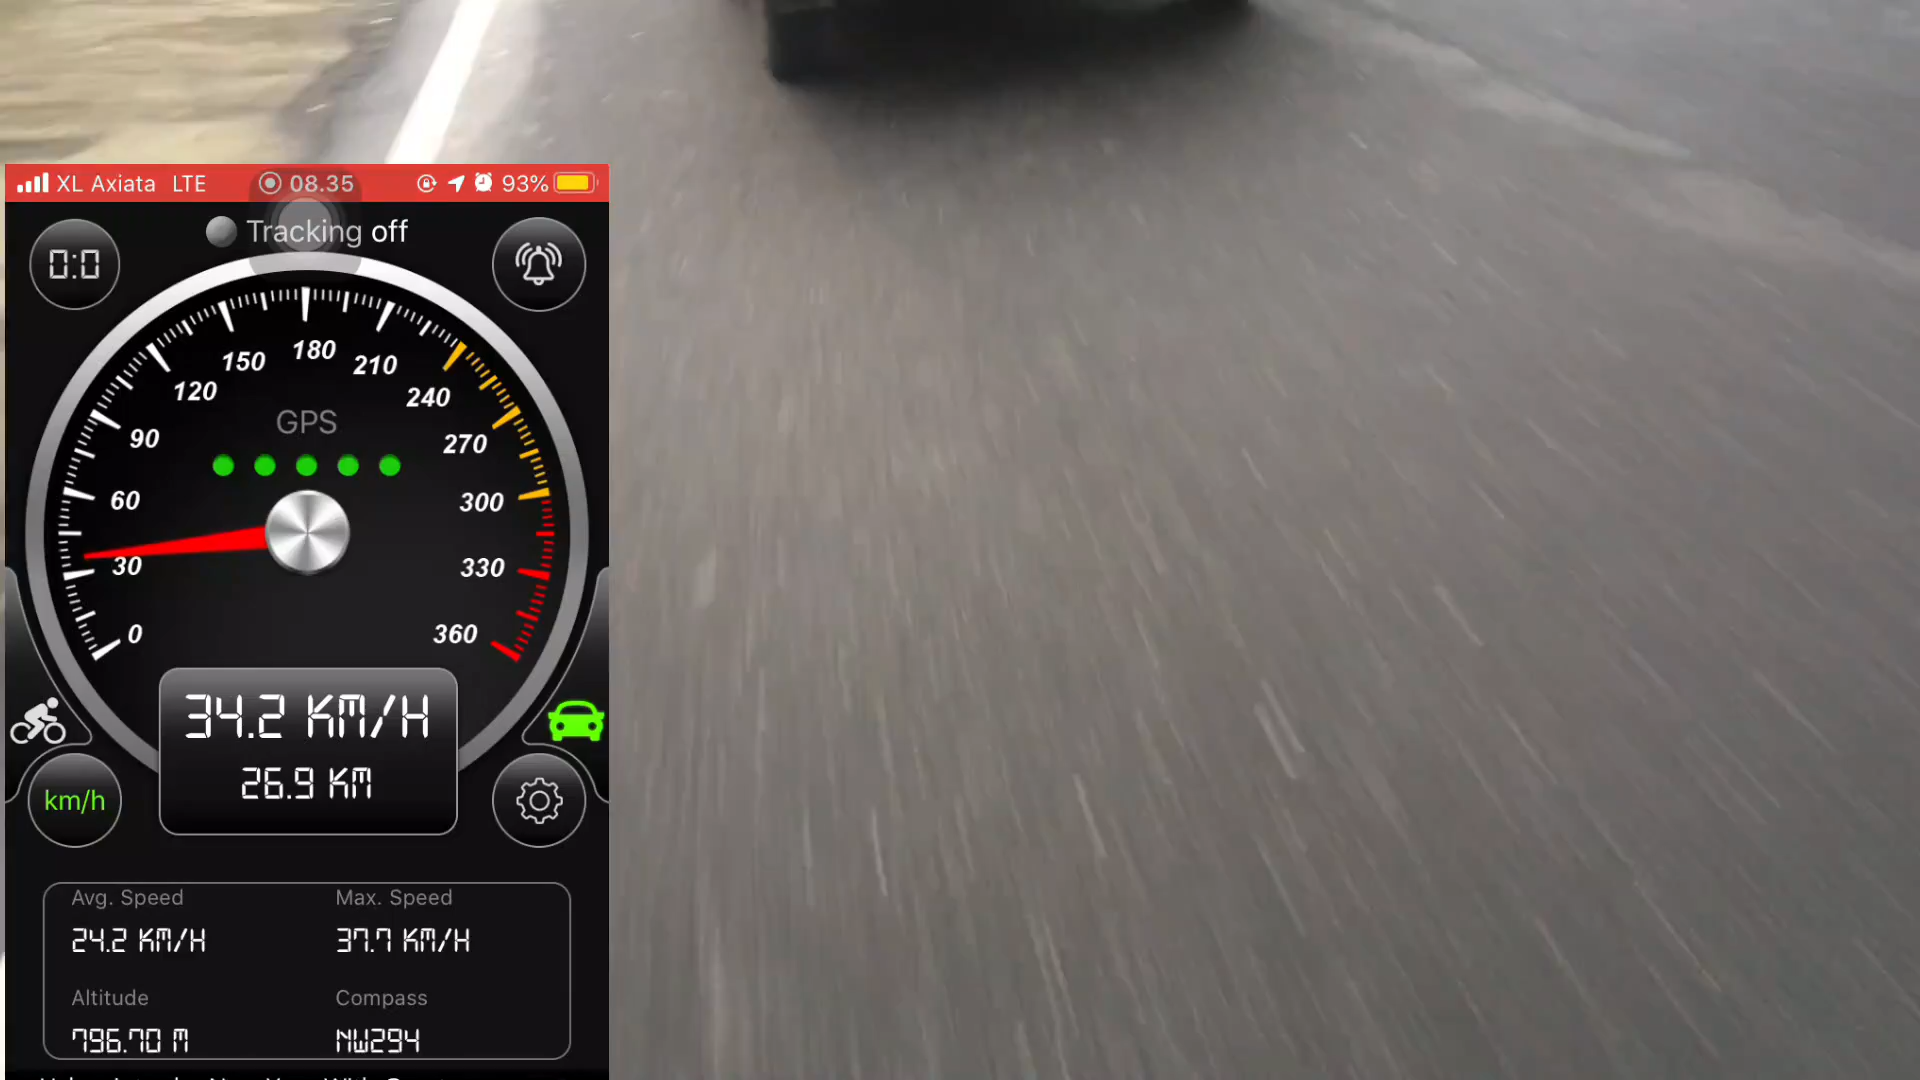 XL Axiata LTE 08.35 93%
Tracking off
0:0
180
150 210
120 240
GPS
90 270
60 300
30 330
0 360
34.2 KM/H
26.9 KM
km/h
Avg. Speed Max. Speed
24.2 KM/H 37.7 KM/H
Altitude Compass
796.70 M NW294